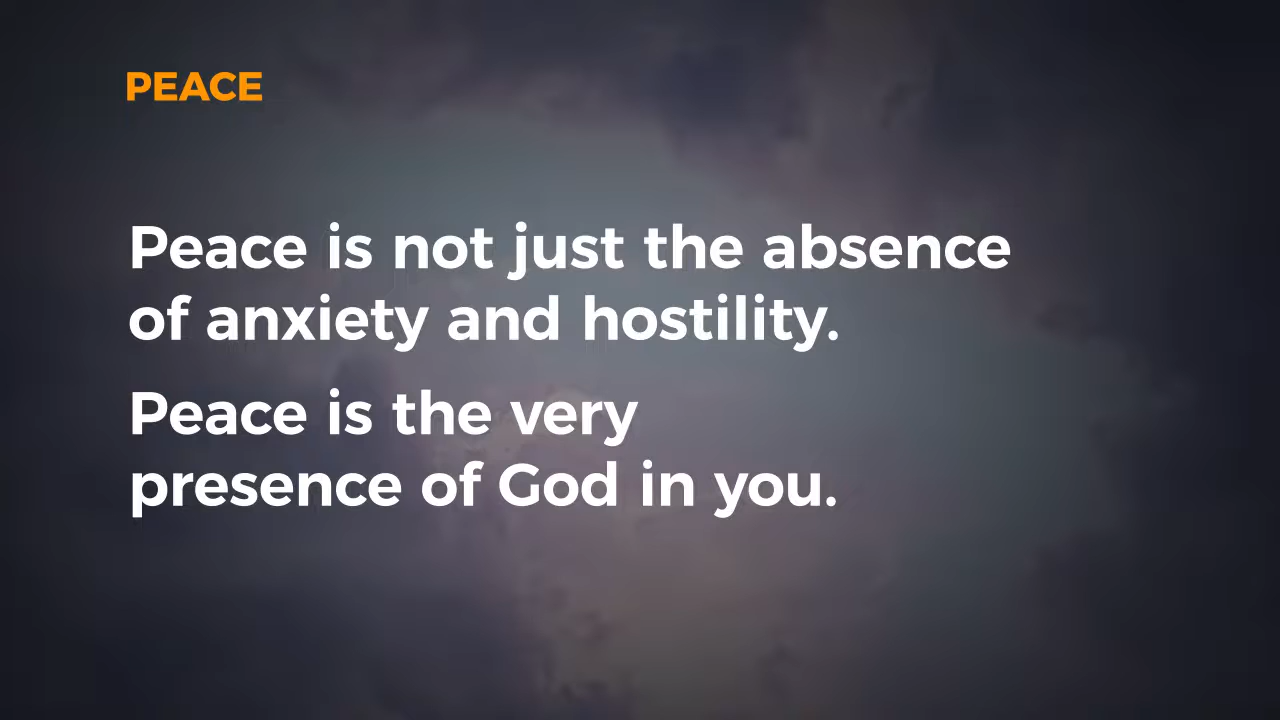 PEACE
Peace is not just the absence
of anxiety and hostility.
Peace is the very
presence of God in you.